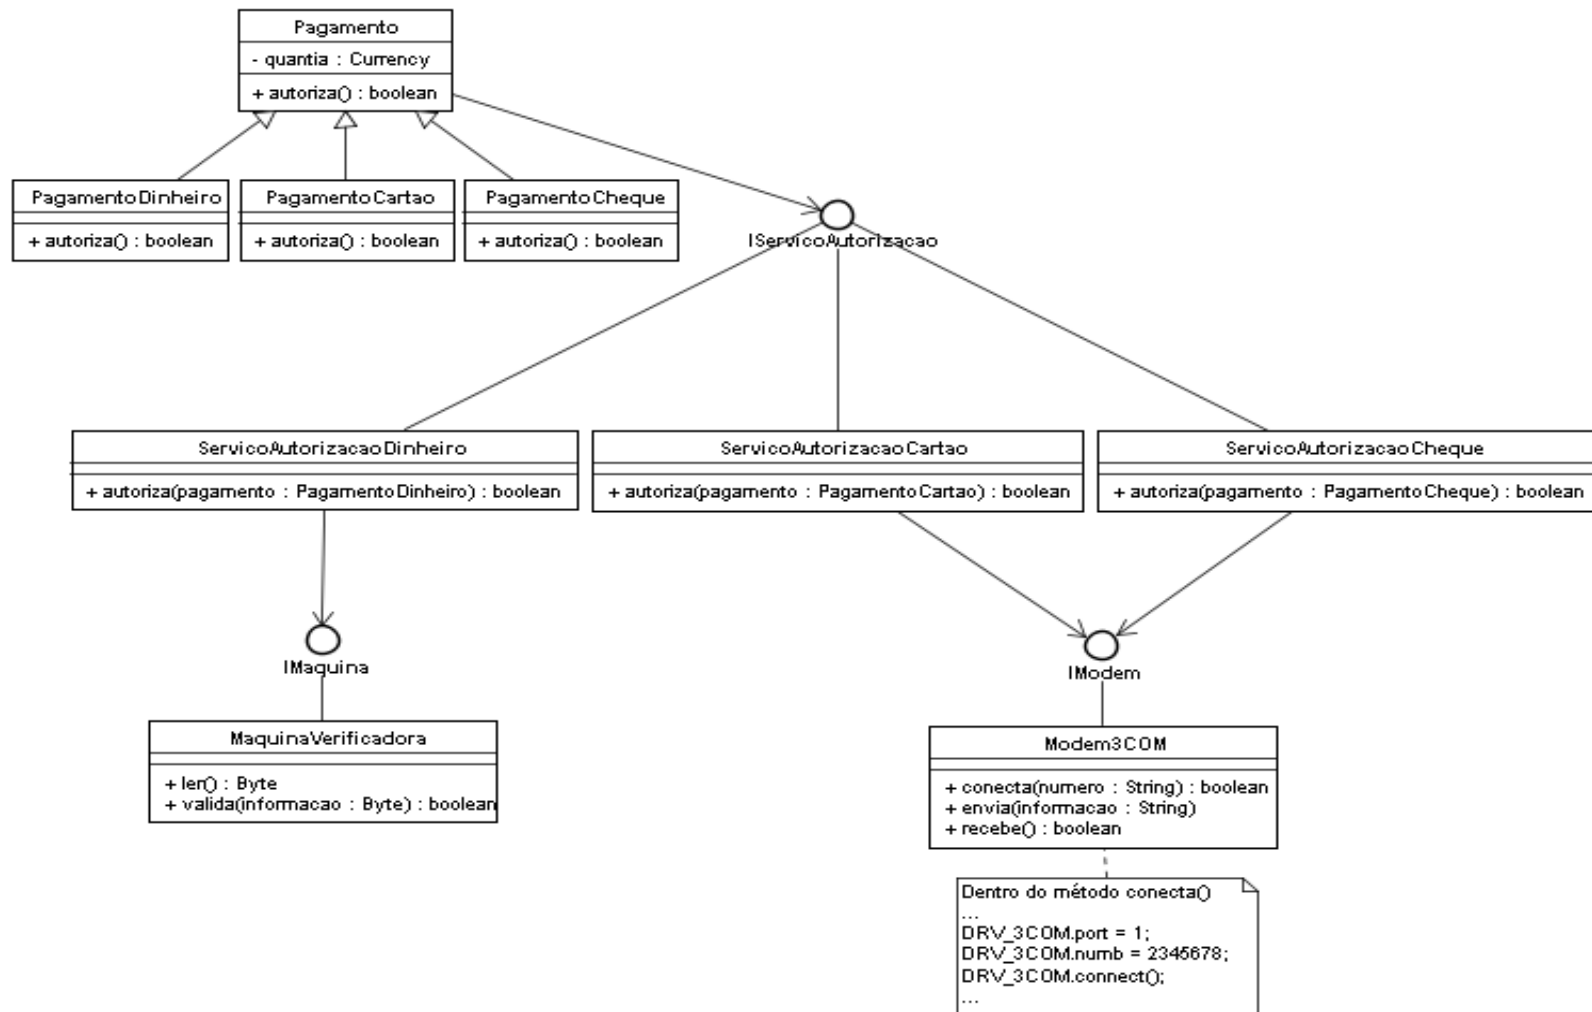 Pagamento
- quantia : Currency
+ autoriza() : boolean
PagamentoDinheiro
+ autoriza() : boolean
PagamentoCartao
+ autoriza() : boolean
PagamentoCheque
+ autoriza() : boolean
IServicoAutorizacao
ServicoAutorizacaoDinheiro
+ autoriza(pagamento : PagamentoDinheiro) : boolean
ServicoAutorizacaoCartao
+ autoriza(pagamento : PagamentoCartao) : boolean
ServicoAutorizacaoCheque
+ autoriza(pagamento : PagamentoCheque) : boolean
IMaquina
IModem
MaquinaVerificadora
+ ler() : Byte
+ valida(informacao : Byte) : boolean
Modem3COM
+ conecta(numero : String) : boolean
+ envia(informacao : String)
+ recebe() : boolean
Dentro do método conecta()
...
DRV_3COM.port = 1;
DRV_3COM.numb = 2345678;
DRV_3COM.connect();
...